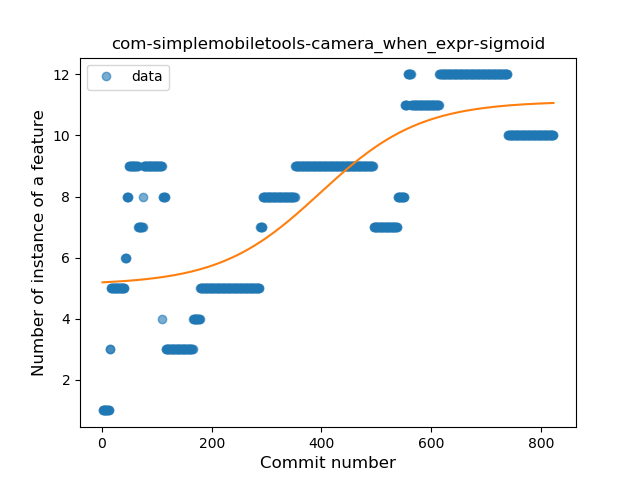 com-simplemobiletools-camera_when_expr-sigmoid
data
Number of instance of a feature
12
10
8
6
4
2
0
200
400
600
800
Commit number